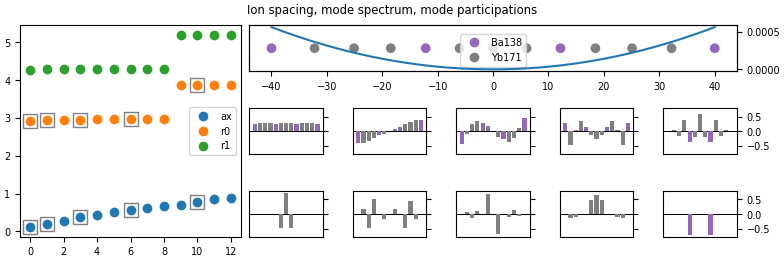 Ion spacing, mode spectrum, mode participations
5
4
3
2
1
0
0 2 4 6 8 10 12
ax
r0
r1
Ba138
Yb171
0.0005
0.0000
−40 −30 −20 −10 0 10 20 30 40
0.5
0.0
−0.5
0.5
0.0
−0.5